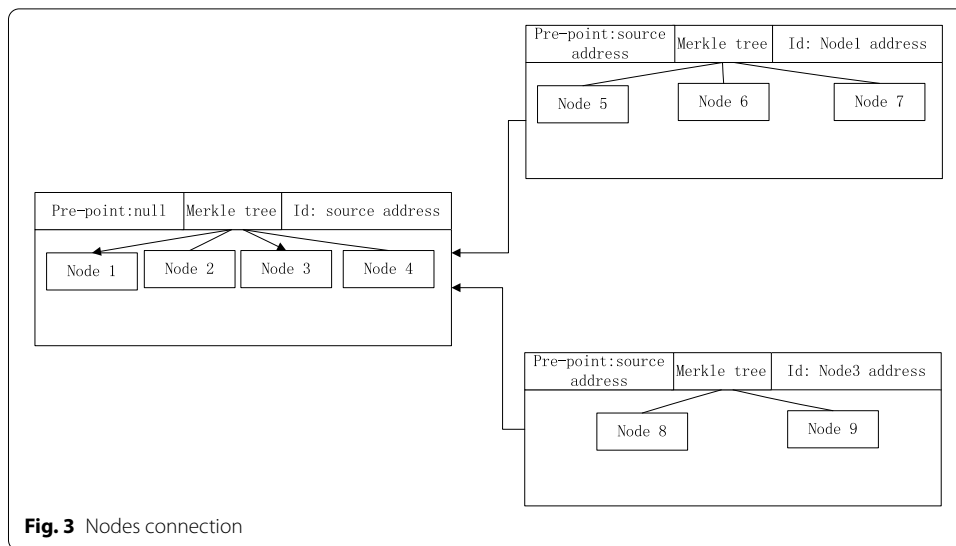 Pre-point:source address
Merkle tree
Id: Node1 address
Node 5
Node 6
Node 7
Pre-point:null
Merkle tree
Id: source address
Node 1
Node 2
Node 3
Node 4
Pre-point:source address
Merkle tree
Id: Node3 address
Node 8
Node 9
Fig. 3 Nodes connection